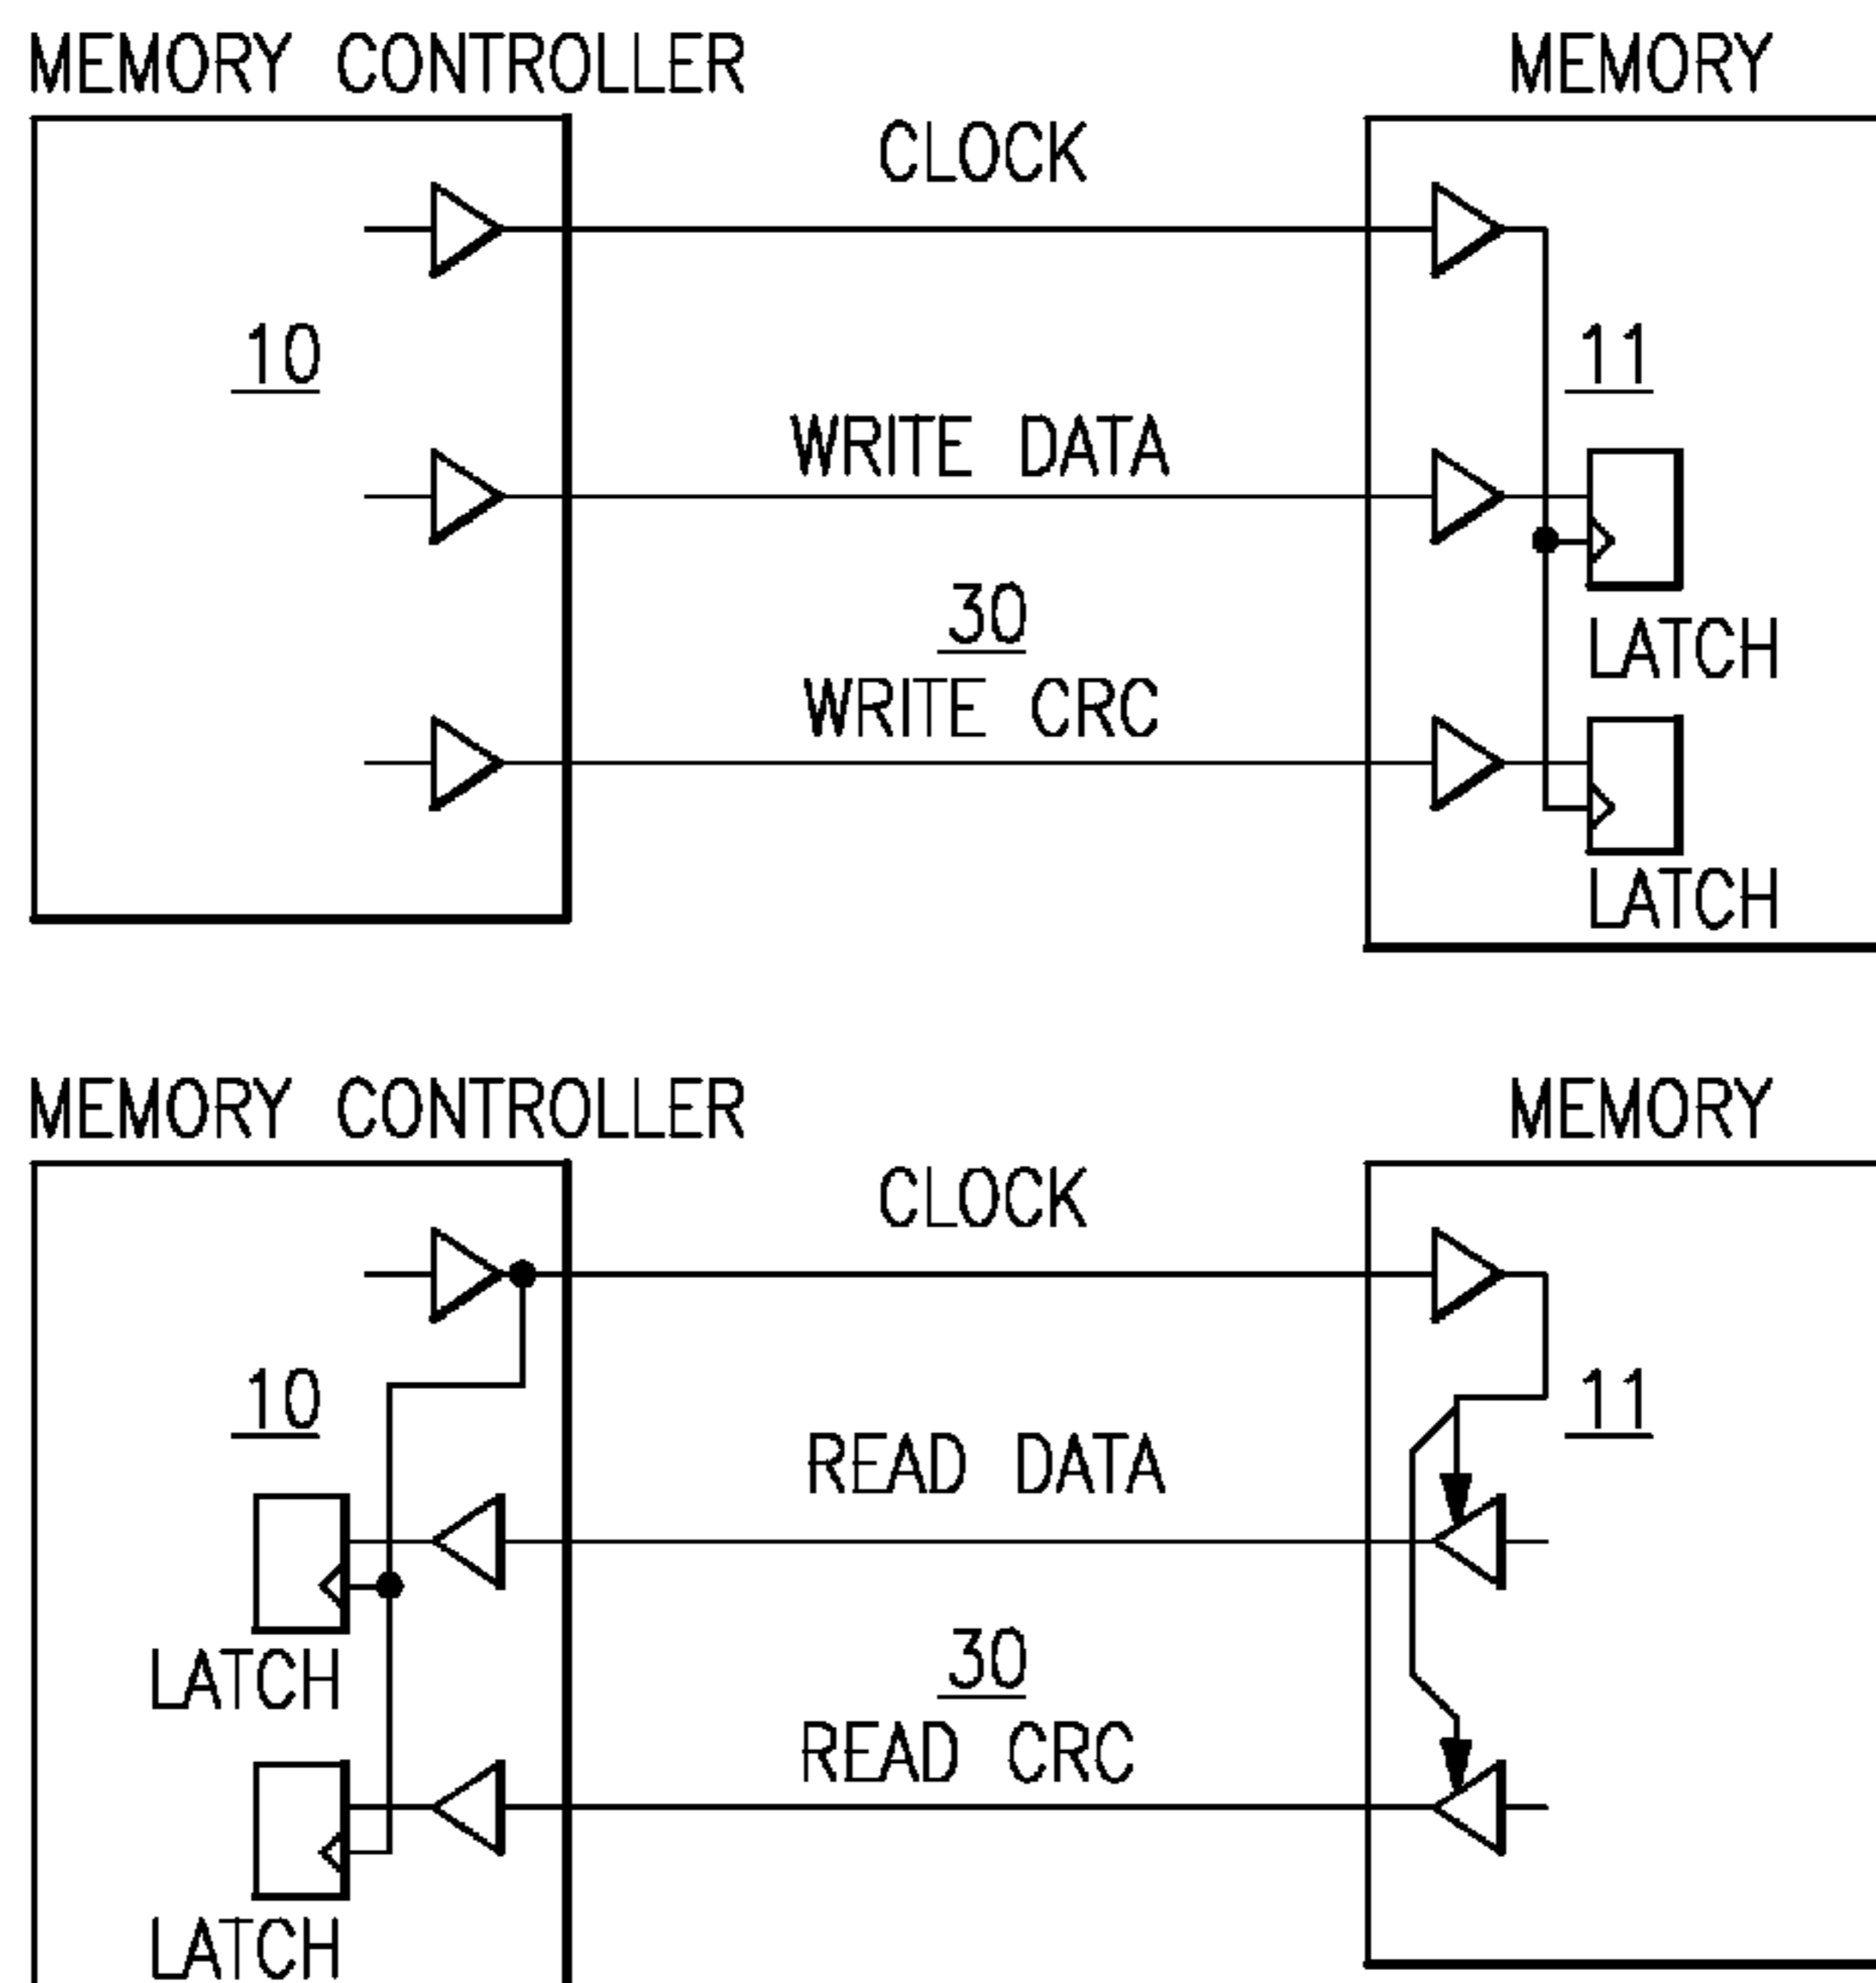 MEMORY CONTROLLER MEMORY
CLOCK
10 11
WRITE DATA
30
LATCH
WRITE CRC
LATCH
MEMORY CONTROLLER MEMORY
CLOCK
10 11
READ DATA
30
LATCH
READ CRC
LATCH